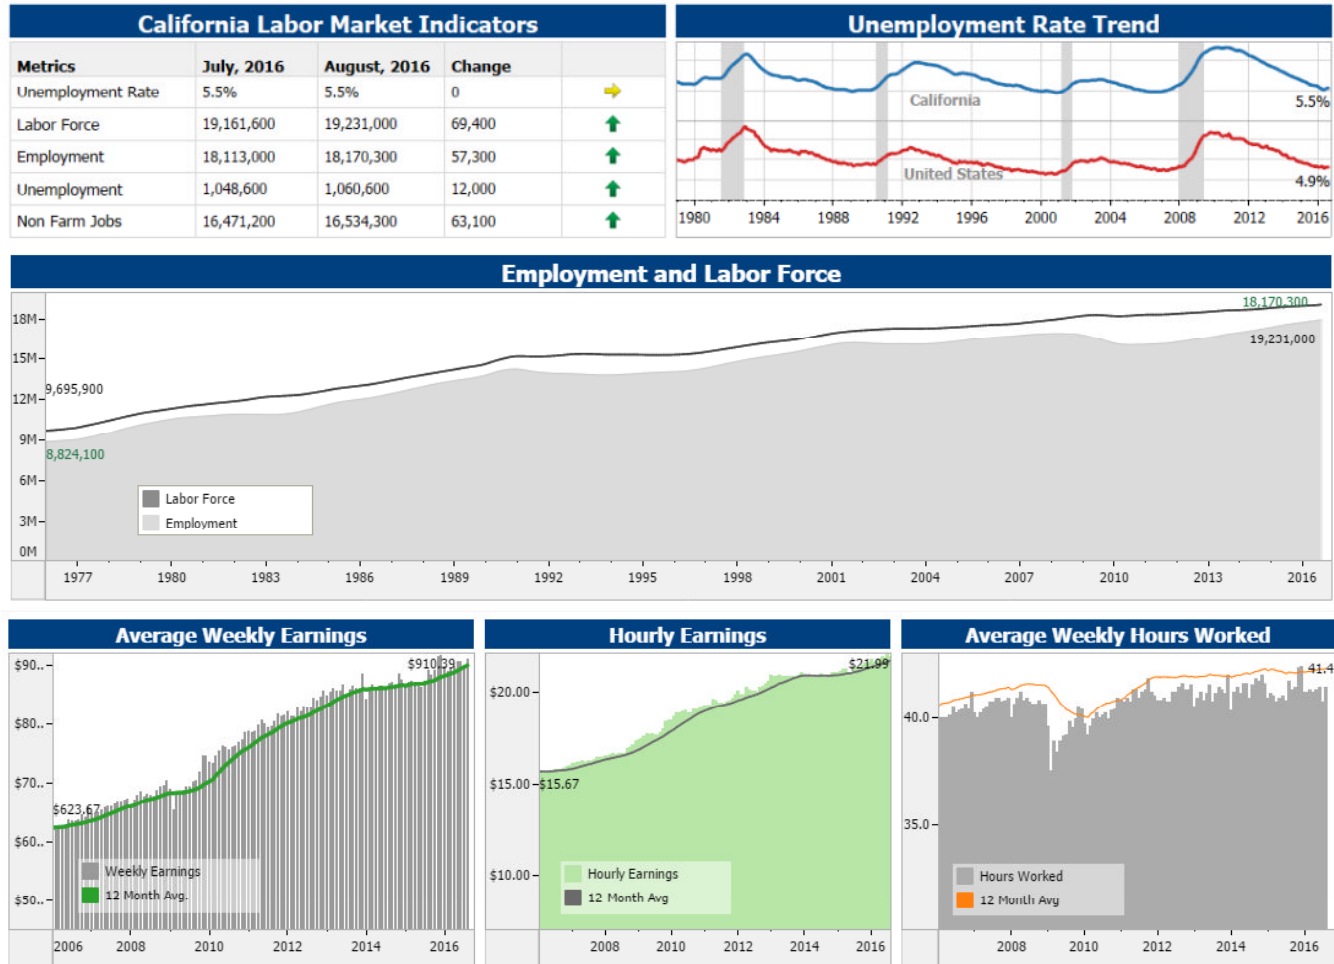 California Labor Market Indicators
Metrics July, 2016 August, 2016 Change
Unemployment Rate 5.5% 5.5% 0
Labor Force 19,161,600 19,231,000 69,400
Employment 18,113,000 18,170,300 57,300
Unemployment 1,048,600 1,060,600 12,000
Non Farm Jobs 16,471,200 16,534,300 63,100
Unemployment Rate Trend
California
5.5%
United States
4.9%
1980 1984 1988 1992 1996 2000 2004 2008 2012 2016
Employment and Labor Force
18,170,300
18M
19,231,000
15M
9,695,900
12M
9M
8,824,100
6M
Labor Force
3M
Employment
0M
1977 1980 1983 1986 1989 1992 1995 1998 2001 2004 2007 2010 2013 2016
Average Weekly Earnings
$90..
$910.39
$80..
$70..
$623.67
$60..
Weekly Earnings
12 Month Avg.
$50..
2006 2008 2010 2012 2014 2016
Hourly Earnings
$21.99
$20.00
$15.00
$15.67
$10.00
Hourly Earnings
12 Month Avg
2008 2010 2012 2014 2016
Average Weekly Hours Worked
41.4
40.0
35.0
Hours Worked
12 Month Avg
2008 2010 2012 2014 2016